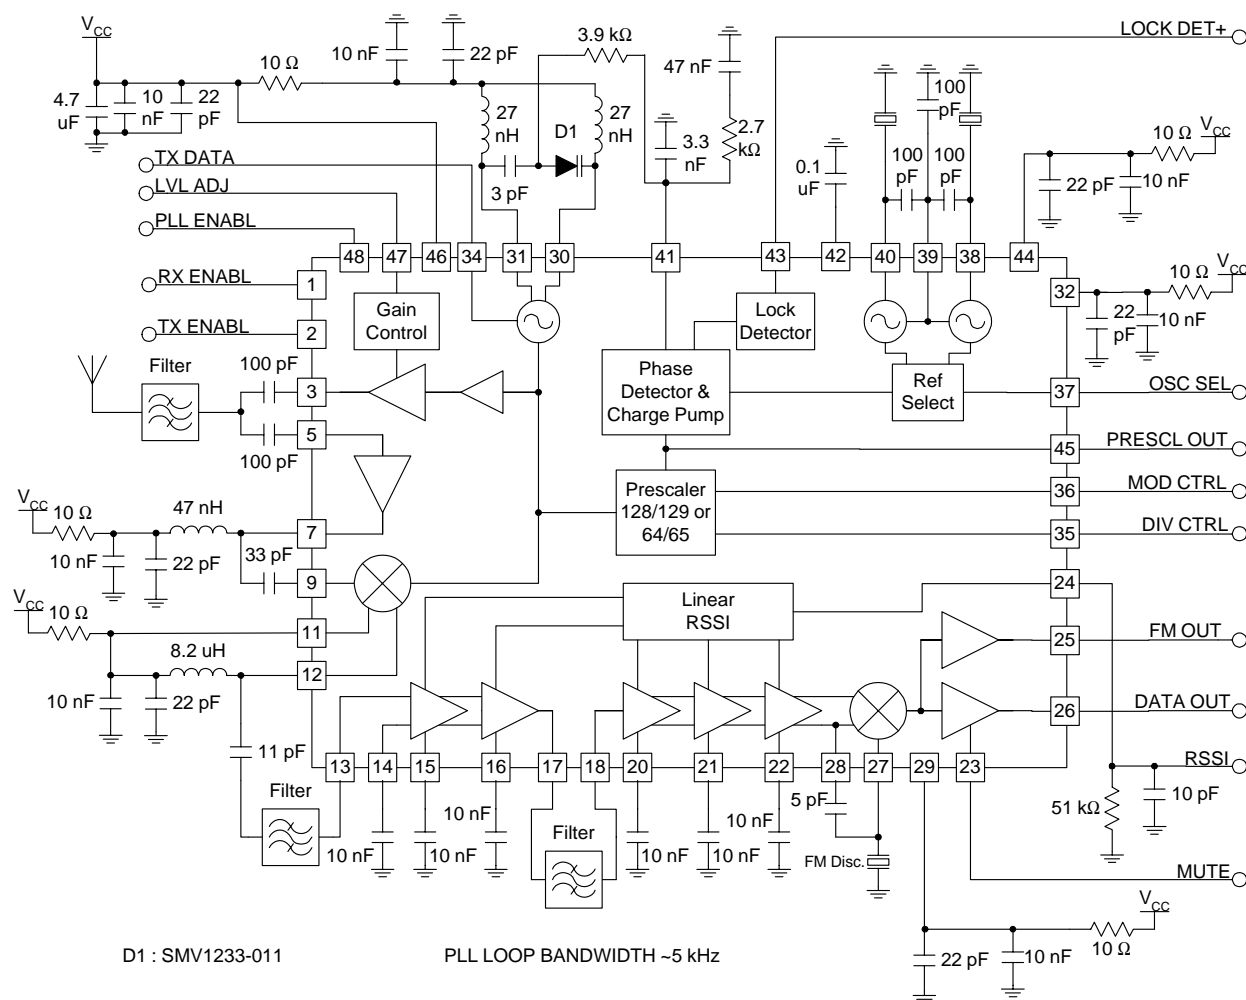 V_CC
10 Ω
10 nF
22 pF
3.9 kΩ
47 nF
LOCK DET+
4.7 uF
10 nF
22 pF
27 nH
D1
27 nH
3 pF
3.3 nF
2.7 kΩ
100 pF
100 pF
100 pF
0.1 uF
10 Ω
V_CC
22 pF
10 nF
TX DATA
LVL ADJ
PLL ENABL
RX ENABL
TX ENABL
48
47
46
34
31
30
41
43
42
40
39
38
44
1
2
32
10 Ω
V_CC
22 pF
10 nF
Gain Control
Lock Detector
Filter
100 pF
3
5
100 pF
Phase Detector & Charge Pump
Ref Select
37
OSC SEL
45
PRESCL OUT
Prescaler 128/129 or 64/65
36
MOD CTRL
35
DIV CTRL
V_CC
10 Ω
47 nH
7
10 nF
22 pF
33 pF
9
V_CC
10 Ω
11
8.2 uH
12
10 nF
22 pF
11 pF
Linear RSSI
24
25
FM OUT
26
DATA OUT
13
14
15
16
17
18
20
21
22
28
27
29
23
RSSI
51 kΩ
10 pF
Filter
10 nF
10 nF
10 nF
Filter
10 nF
10 nF
10 nF
5 pF
FM Disc.
MUTE
V_CC
10 Ω
22 pF
10 nF
D1 : SMV1233-011
PLL LOOP BANDWIDTH ~5 kHz